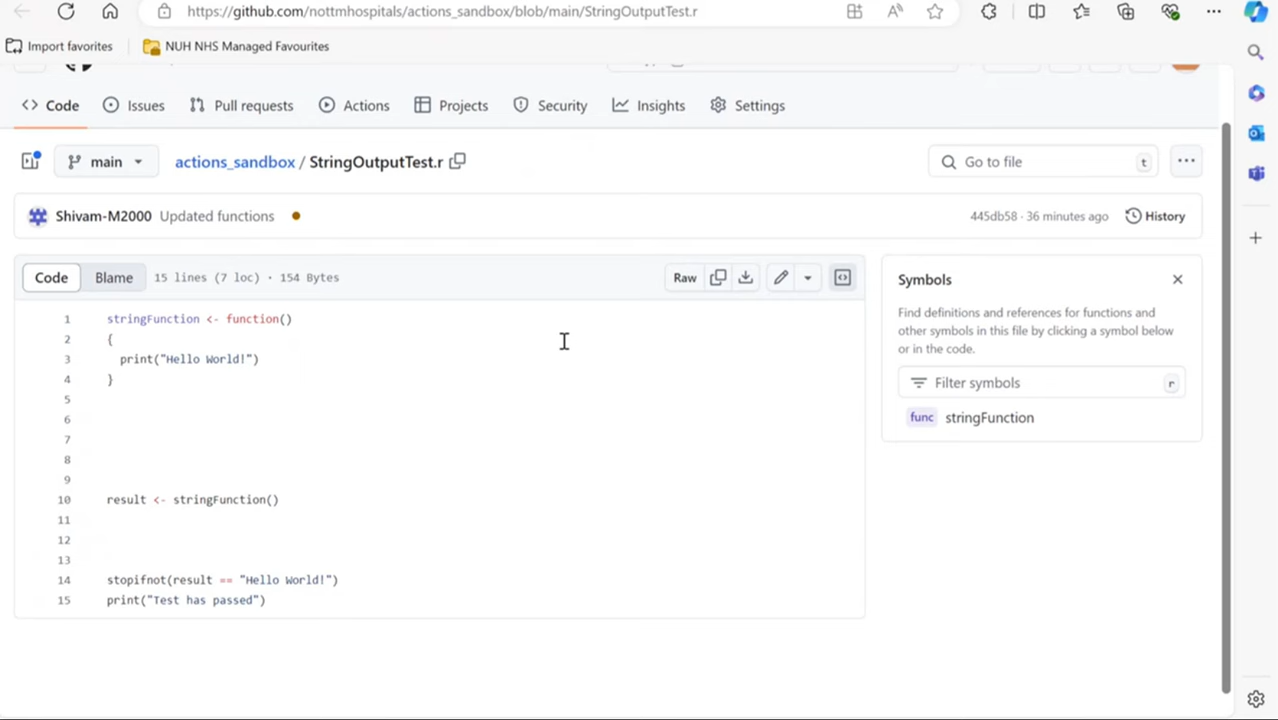 https://github.com/nottmhospitals/actions_sandbox/blob/main/StringOutputTest.r
Import favorites NUH NHS Managed Favourites
Code Issues Pull requests Actions Projects Security Insights Settings
main actions_sandbox / StringOutputTest.r Go to file t
Shivam-M2000 Updated functions 445db58 · 36 minutes ago History
Code Blame 15 lines (7 loc) · 154 Bytes Raw
1 stringFunction <- function()
2 {
3 print("Hello World!")
4 }
5
6
7
8
9
10 result <- stringFunction()
11
12
13
14 stopifnot(result == "Hello World!")
15 print("Test has passed")
Symbols
Find definitions and references for functions and
other symbols in this file by clicking a symbol below
or in the code.
Filter symbols r
func stringFunction